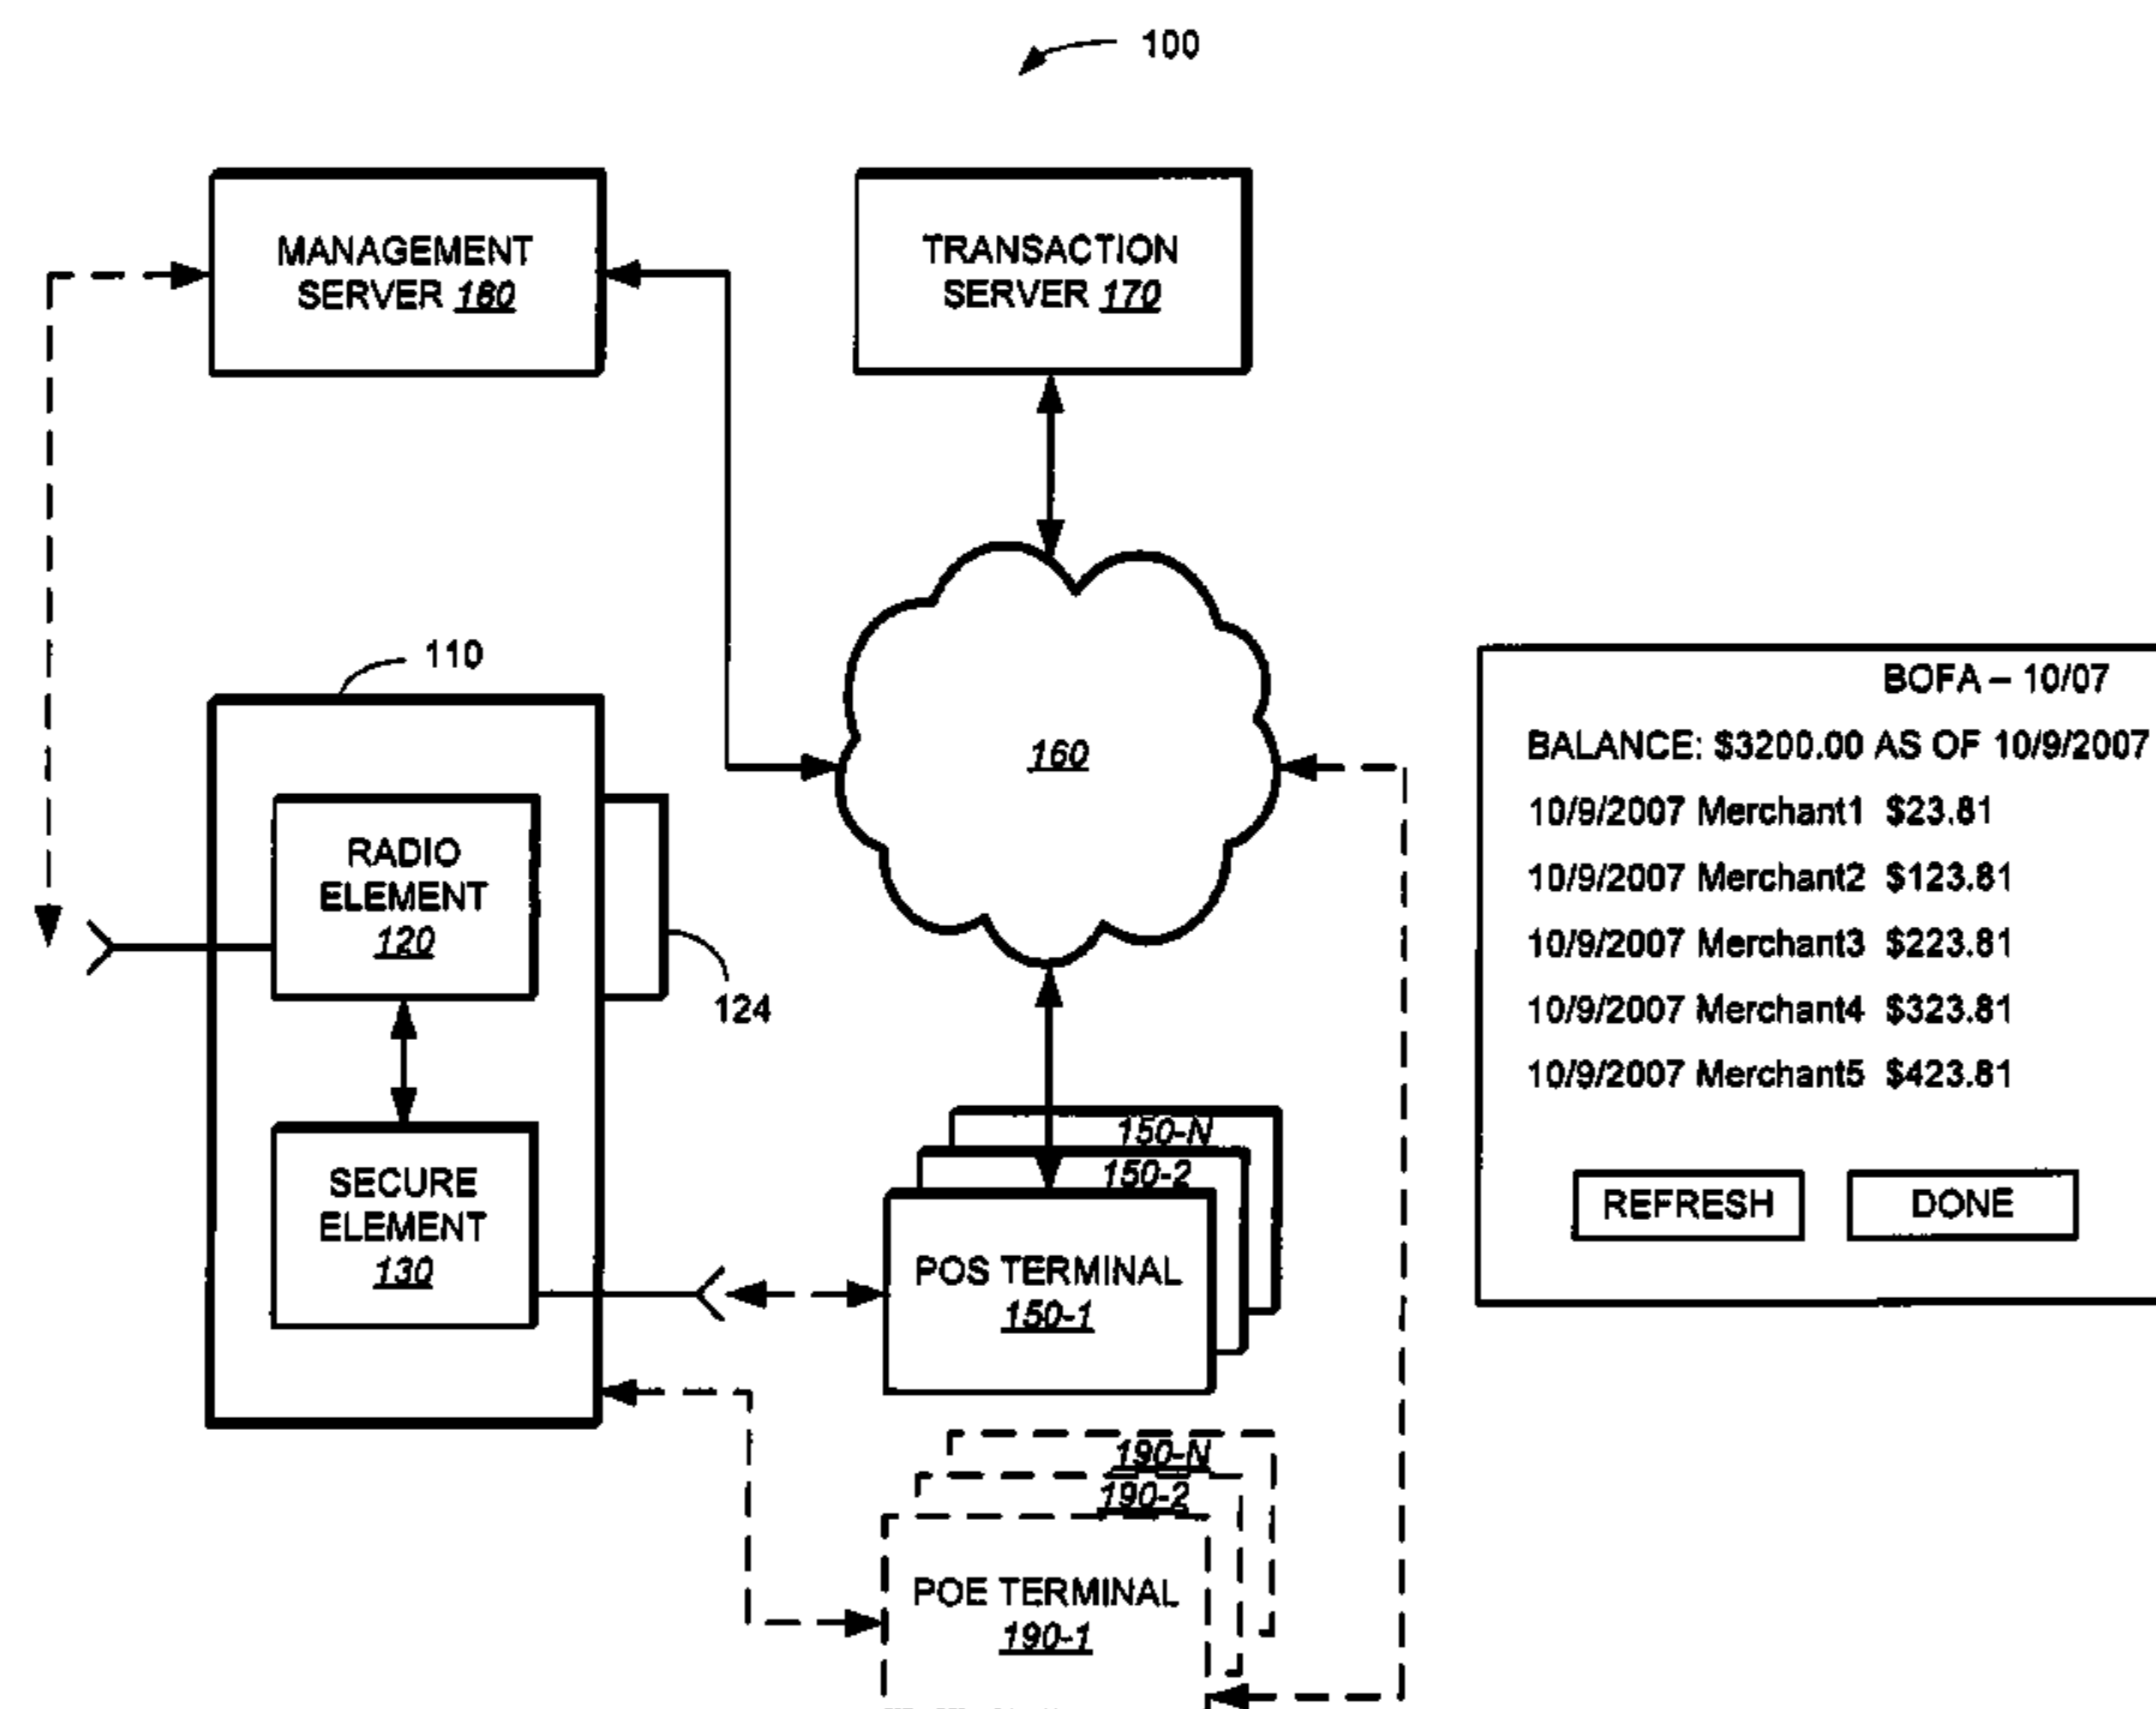 100
MANAGEMENT
SERVER 180
TRANSACTION
SERVER 170
110
160
RADIO
ELEMENT
120
124
SECURE
ELEMENT
130
150-N
150-2
POS TERMINAL
150-1
190-N
190-2
POE TERMINAL
190-1
BOFA – 10/07
BALANCE: $3200.00 AS OF 10/9/2007
10/9/2007 Merchant1 $23.81
10/9/2007 Merchant2 $123.81
10/9/2007 Merchant3 $223.81
10/9/2007 Merchant4 $323.81
10/9/2007 Merchant5 $423.81
REFRESH
DONE